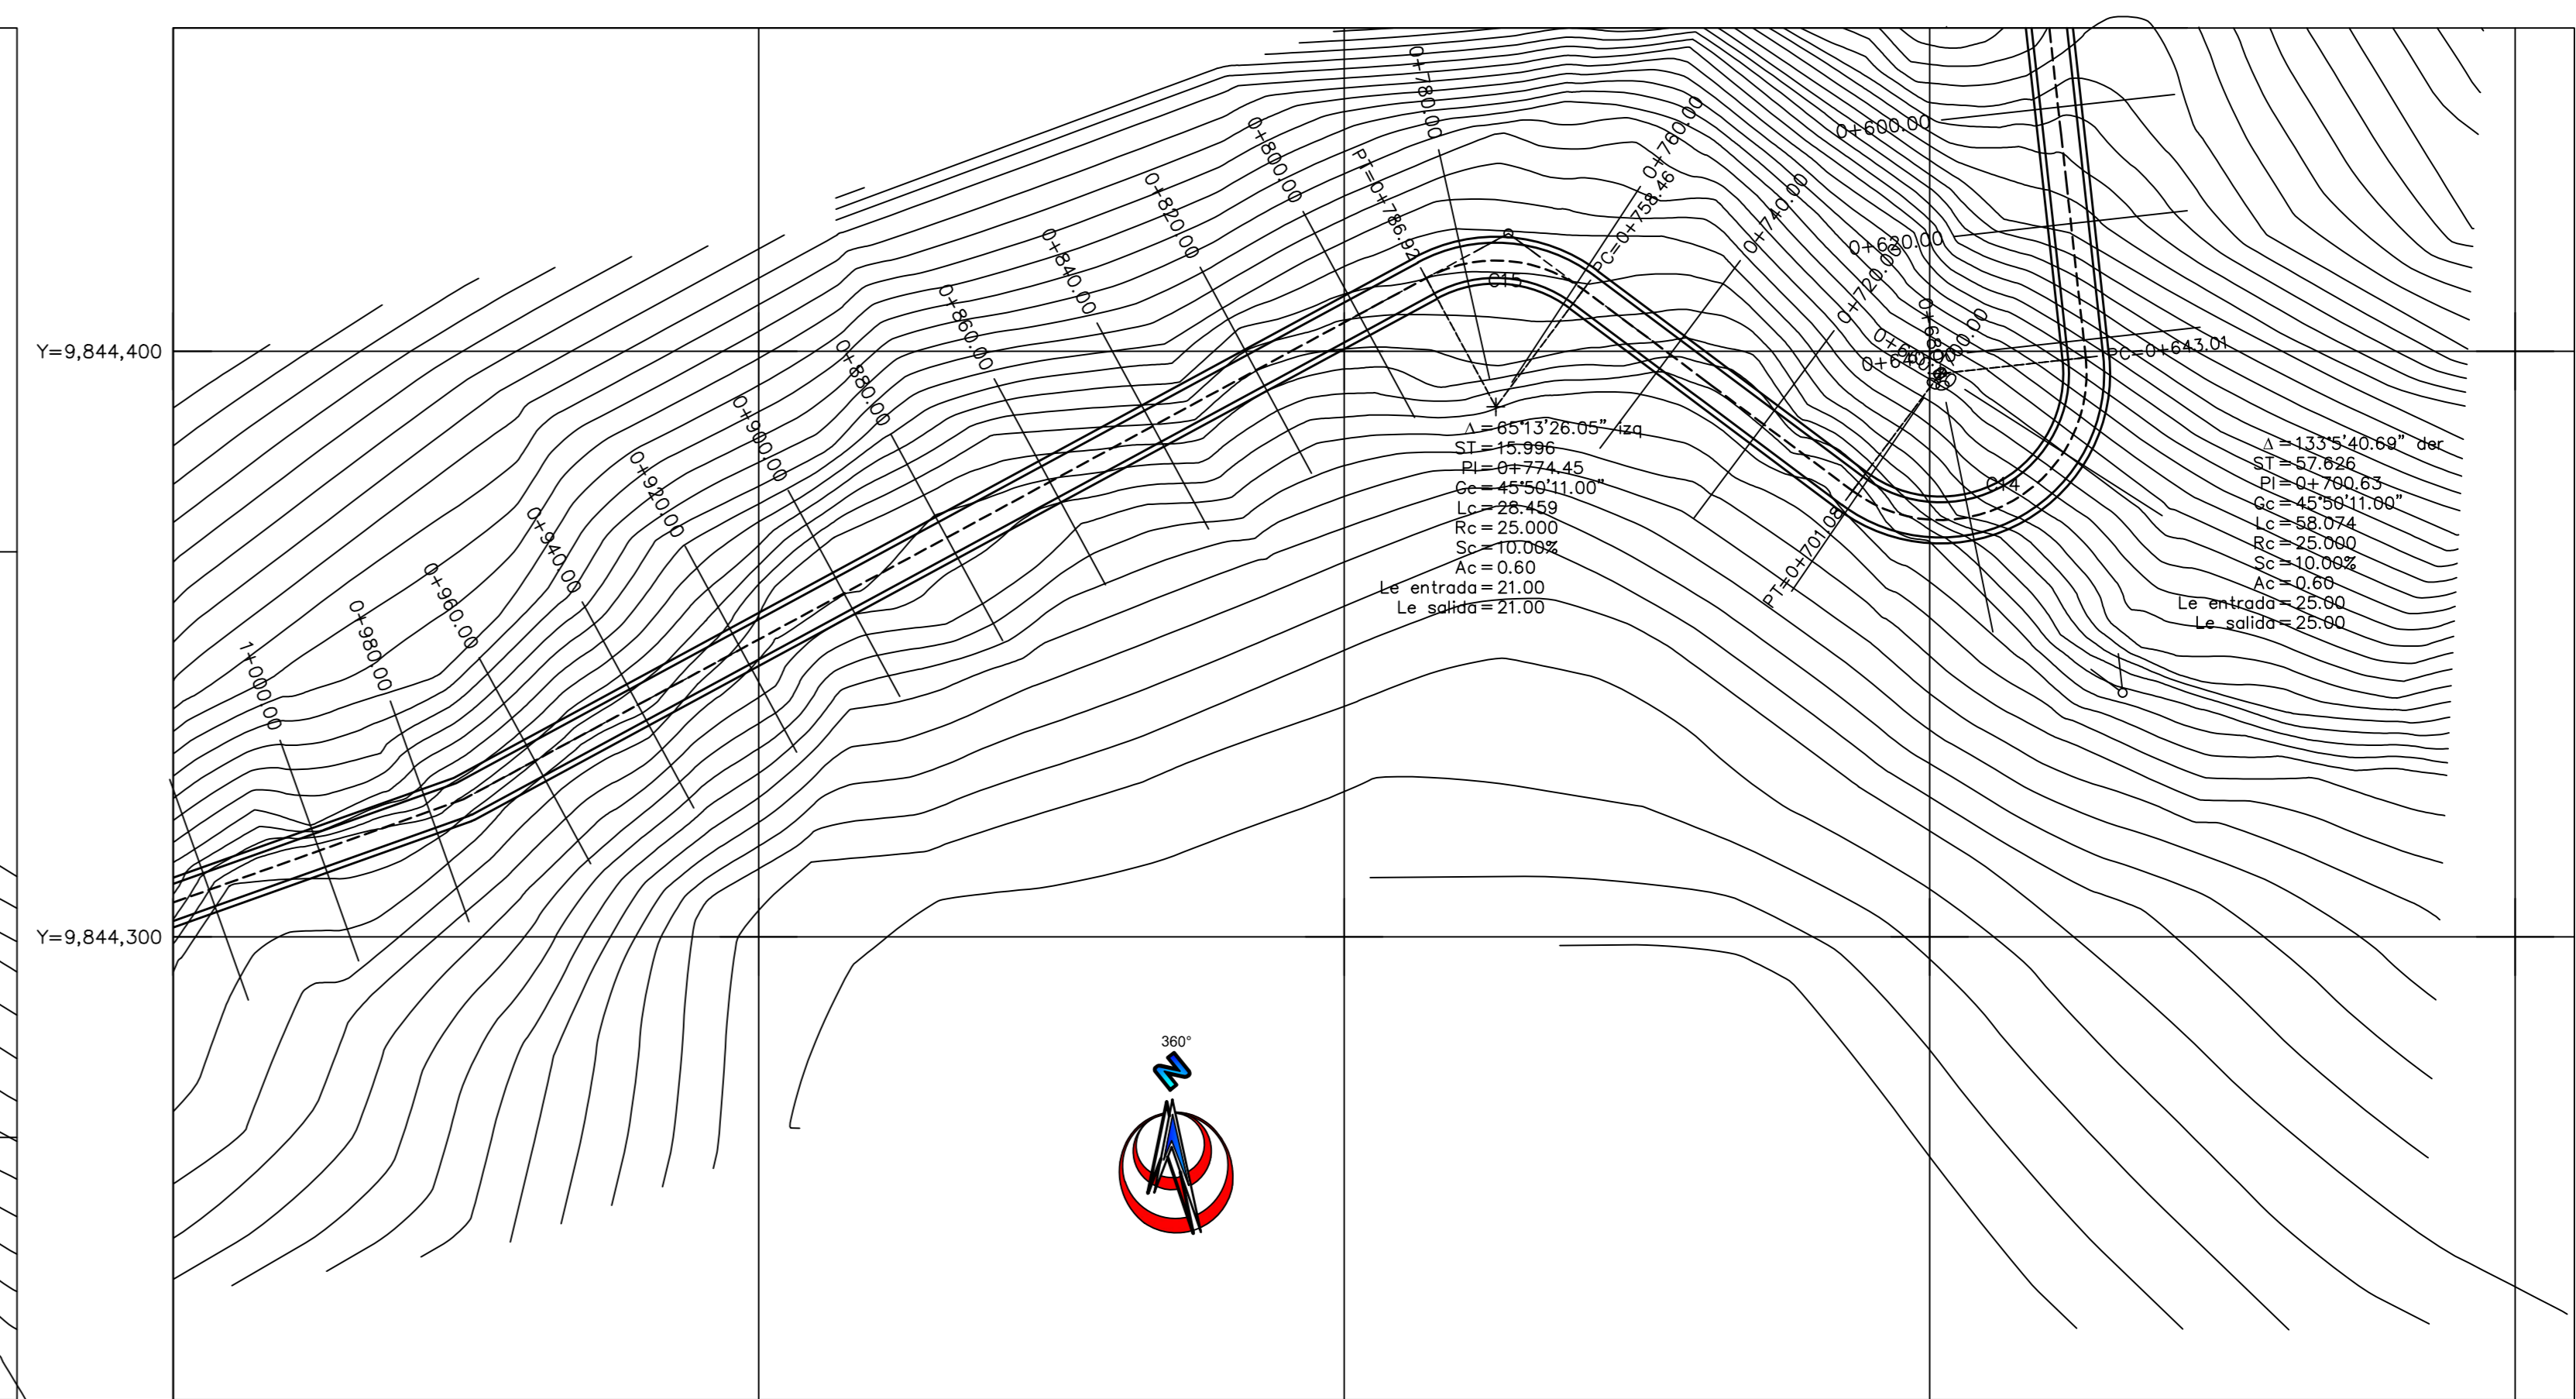 0+780.00
0+760.00
0+600.00
0+800.00
PT=0+786.92
PC=0+758.46
0+820.00
0+740.00
0+840.00
0+620.00
0+720.00
C15
0+860.00
Y=9,844,400
0+880.00
0+640.00
PC=0+643.01
0+900.00
Δ=65°13'26.05" izq
ST=15.996
PI=0+774.45
Gc=45°50'11.00"
Lc=28.459
Rc=25.000
Sc=10.00%
Ac=0.60
Le entrada=21.00
Le salida=21.00
Δ=133°5'40.69" der
ST=57.626
PI=0+700.63
Gc=45°50'11.00"
Lc=58.074
Rc=25.000
Sc=10.00%
Ac=0.60
Le entrada=25.00
Le salida=25.00
C14
0+920.00
0+940.00
PT=0+701.08
0+960.00
0+980.00
1+000.00
Y=9,844,300
360°
N